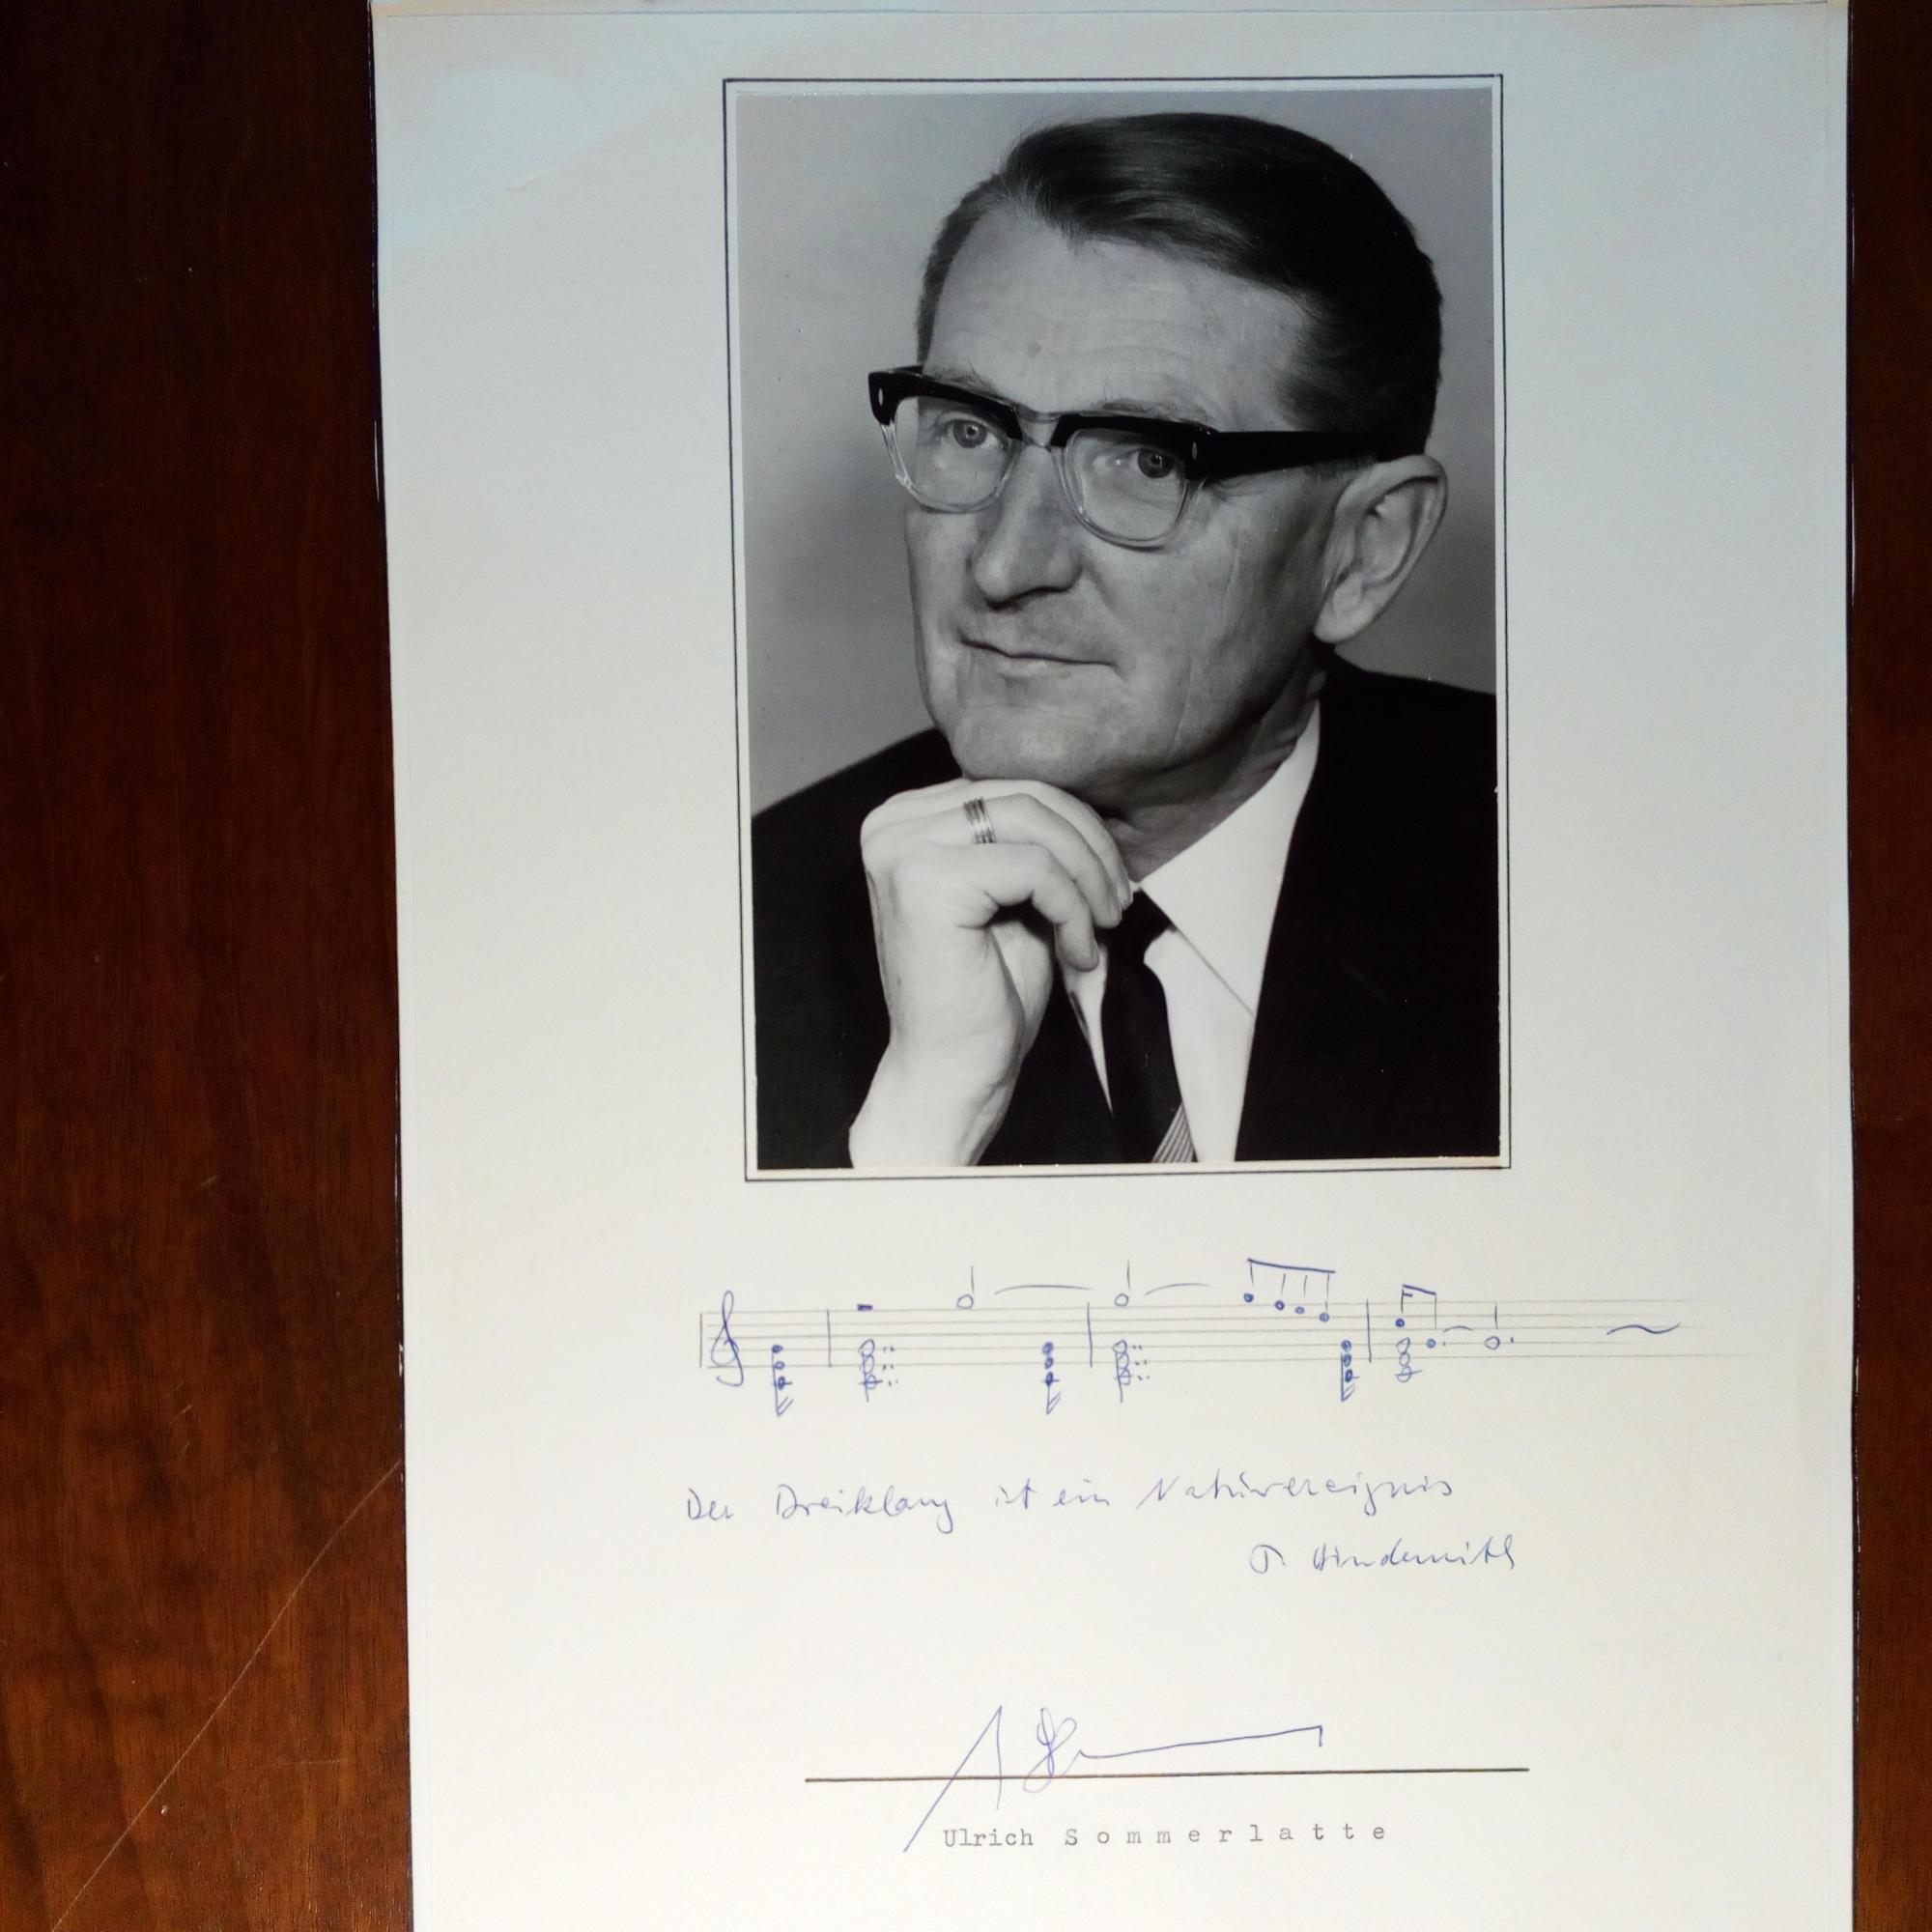 Der Dreiklang ist ein Naturereignis
P. Hindemith
Ulrich Sommerlatte